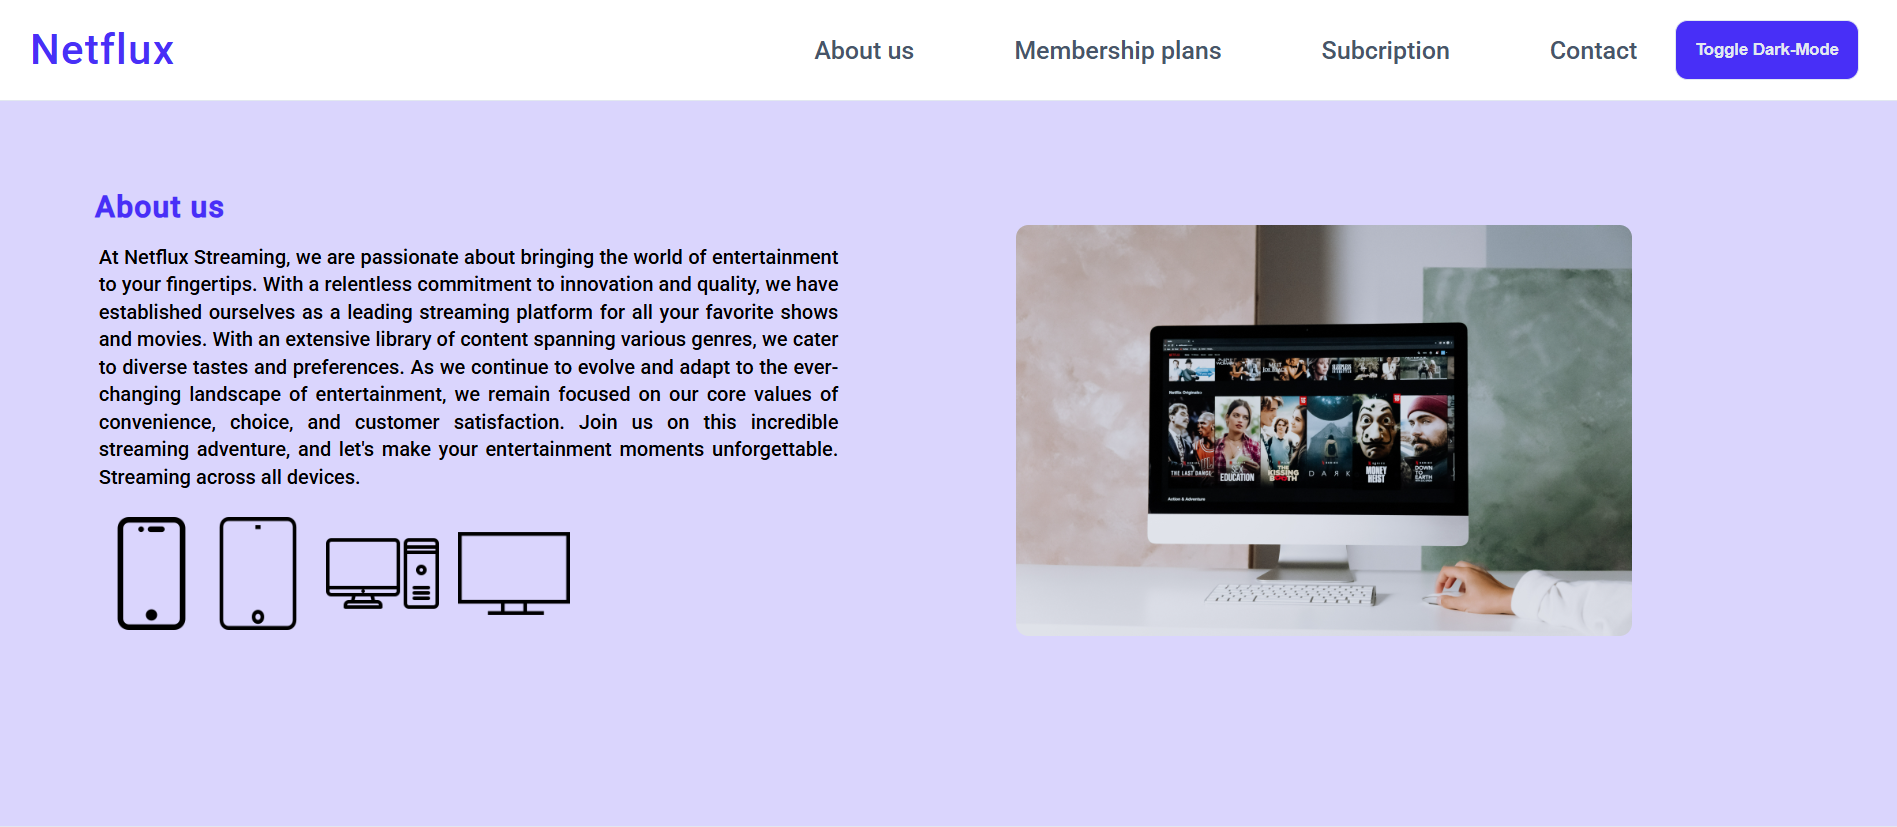 Netflux
About us
Membership plans
Subcription
Contact
Toggle Dark-Mode
About us
At Netflux Streaming, we are passionate about bringing the world of entertainment
to your fingertips. With a relentless commitment to innovation and quality, we have
established ourselves as a leading streaming platform for all your favorite shows
and movies. With an extensive library of content spanning various genres, we cater
to diverse tastes and preferences. As we continue to evolve and adapt to the ever-
changing landscape of entertainment, we remain focused on our core values of
convenience, choice, and customer satisfaction. Join us on this incredible
streaming adventure, and let's make your entertainment moments unforgettable.
Streaming across all devices.
Netflix Originals
THE LAST DANCE
SEX EDUCATION
THE KISSING BOOTH
DARK
MONEY HEIST
DOWN TO EARTH
Action & Adventure